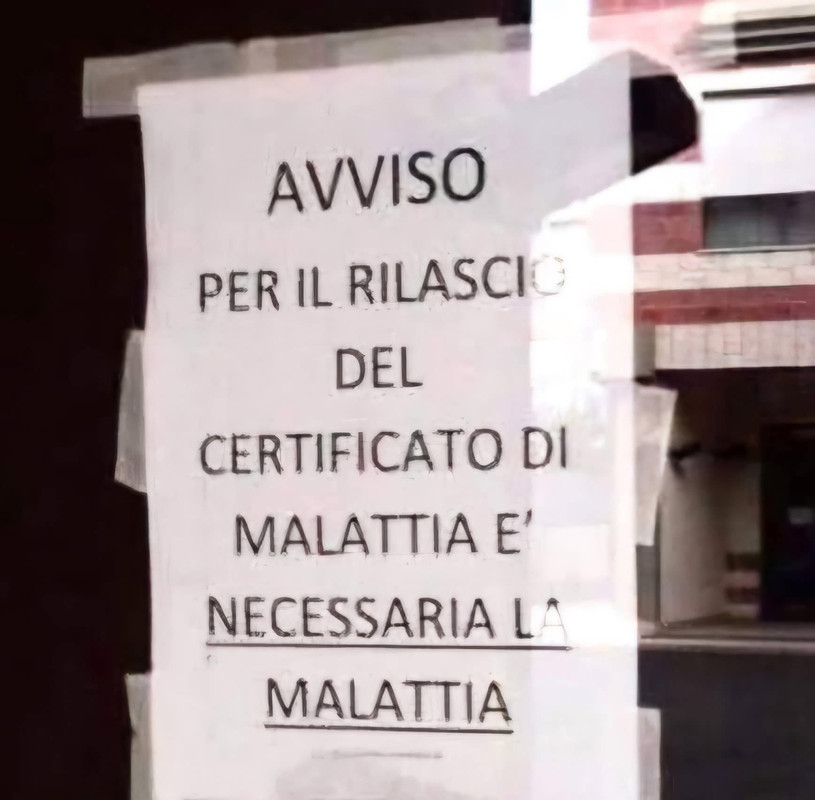 AVVISO
PER IL RILASCIO
DEL
CERTIFICATO DI
MALATTIA E'
NECESSARIA LA
MALATTIA